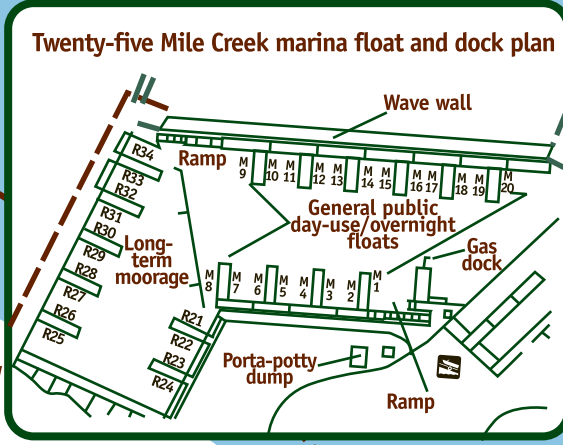 Twenty-five Mile Creek marina float and dock plan
Wave wall
R34
Ramp
M 9
M 10
M 11
M 12
M 13
M 14
M 15
M 16
M 17
M 18
M 19
M 20
R33
R32
R31
R30
R29
R28
R27
R26
R25
General public
day-use/overnight
floats
Long-
term
moorage
Gas
dock
M 8
M 7
M 6
M 5
M 4
M 3
M 2
M 1
R21
R22
R23
R24
Porta-potty
dump
Ramp